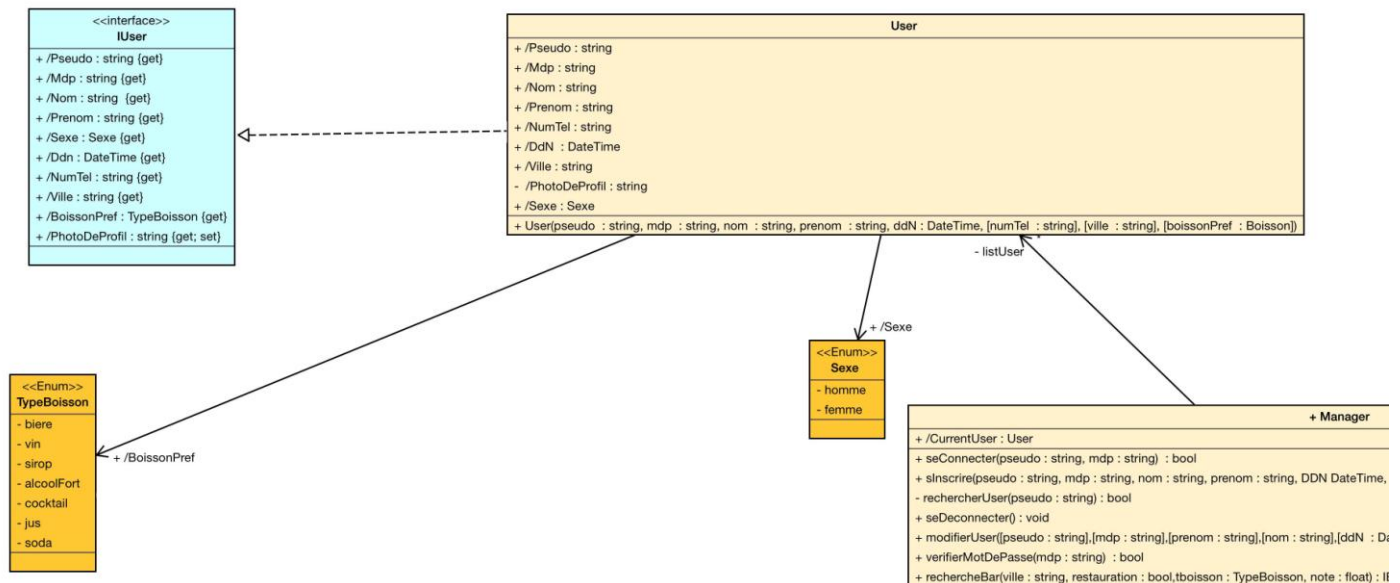 <<interface>>
IUser
+ /Pseudo : string {get}
+ /Mdp : string {get}
+ /Nom : string {get}
+ /Prenom : string {get}
+ /Sexe : Sexe {get}
+ /Ddn : DateTime {get}
+ /NumTel : string {get}
+ /Ville : string {get}
+ /BoissonPref : TypeBoisson {get}
+ /PhotoDeProfil : string {get; set}
User
+ /Pseudo : string
+ /Mdp : string
+ /Nom : string
+ /Prenom : string
+ /NumTel : string
+ /DdN : DateTime
+ /Ville : string
- /PhotoDeProfil : string
+ /Sexe : Sexe
+ User(pseudo : string, mdp : string, nom : string, prenom : string, ddN : DateTime, [numTel : string], [ville : string], [boissonPref : Boisson])
- listUser
*
+ /Sexe
<<Enum>>
Sexe
- homme
- femme
<<Enum>>
TypeBoisson
- biere
- vin
- sirop
- alcoolFort
- cocktail
- jus
- soda
+ /BoissonPref
+ Manager
+ /CurrentUser : User
+ seConnecter(pseudo : string, mdp : string) : bool
+ sInscrire(pseudo : string, mdp : string, nom : string, prenom : string, DDN DateTime,
- rechercherUser(pseudo : string) : bool
+ seDeconnecter() : void
+ modifierUser([pseudo : string],[mdp : string],[prenom : string],[nom : string],[ddN : Da
+ verifierMotDePasse(mdp : string) : bool
+ rechercheBar(ville : string, restauration : bool,tboisson : TypeBoisson, note : float) :